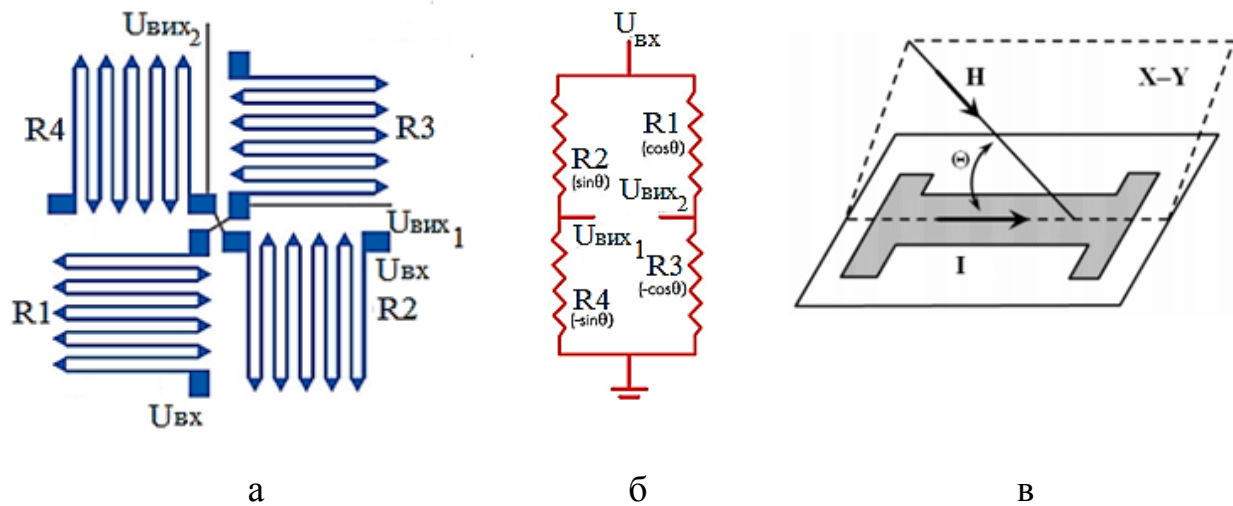 Uвих2
R4
R3
Uвих1
Uвх
R1
R2
Uвх
а
Uвх
R2
(sinθ)
R1
(cosθ)
Uвих2
Uвих1
R4
(-sinθ)
R3
(-cosθ)
б
H
X–Y
Θ
I
в